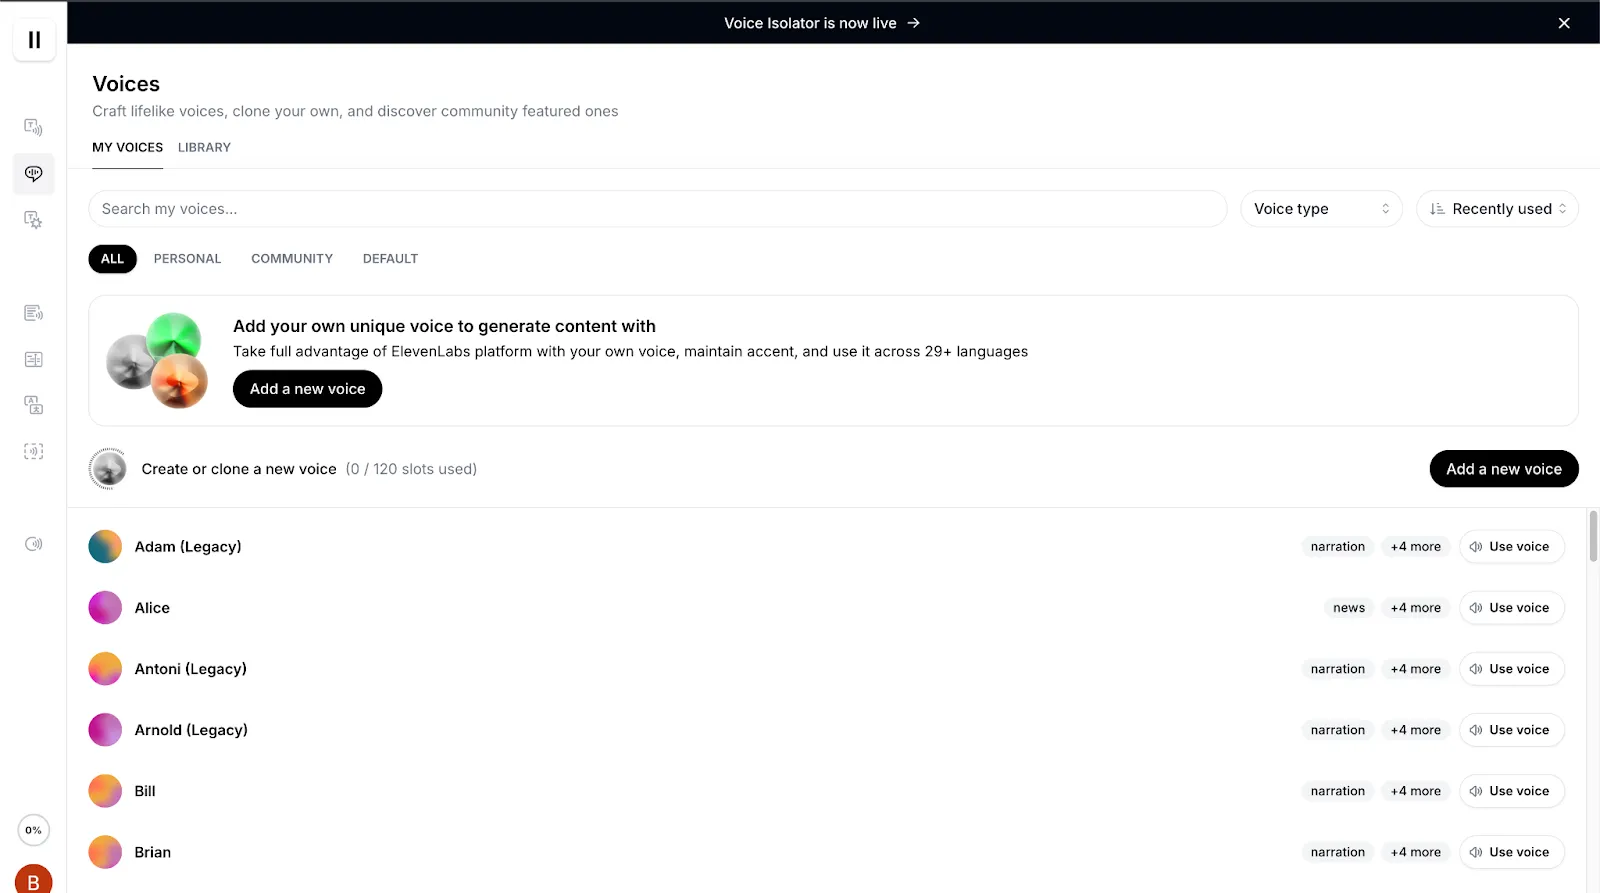 Voice Isolator is now live →
Voices
Craft lifelike voices, clone your own, and discover community featured ones
MY VOICES LIBRARY
Search my voices... Voice type Recently used
ALL PERSONAL COMMUNITY DEFAULT
Add your own unique voice to generate content with
Take full advantage of ElevenLabs platform with your own voice, maintain accent, and use it across 29+ languages
Add a new voice
Create or clone a new voice (0 / 120 slots used) Add a new voice
Adam (Legacy) narration +4 more Use voice
Alice news +4 more Use voice
Antoni (Legacy) narration +4 more Use voice
Arnold (Legacy) narration +4 more Use voice
Bill narration +4 more Use voice
0%
Brian narration +4 more Use voice
B